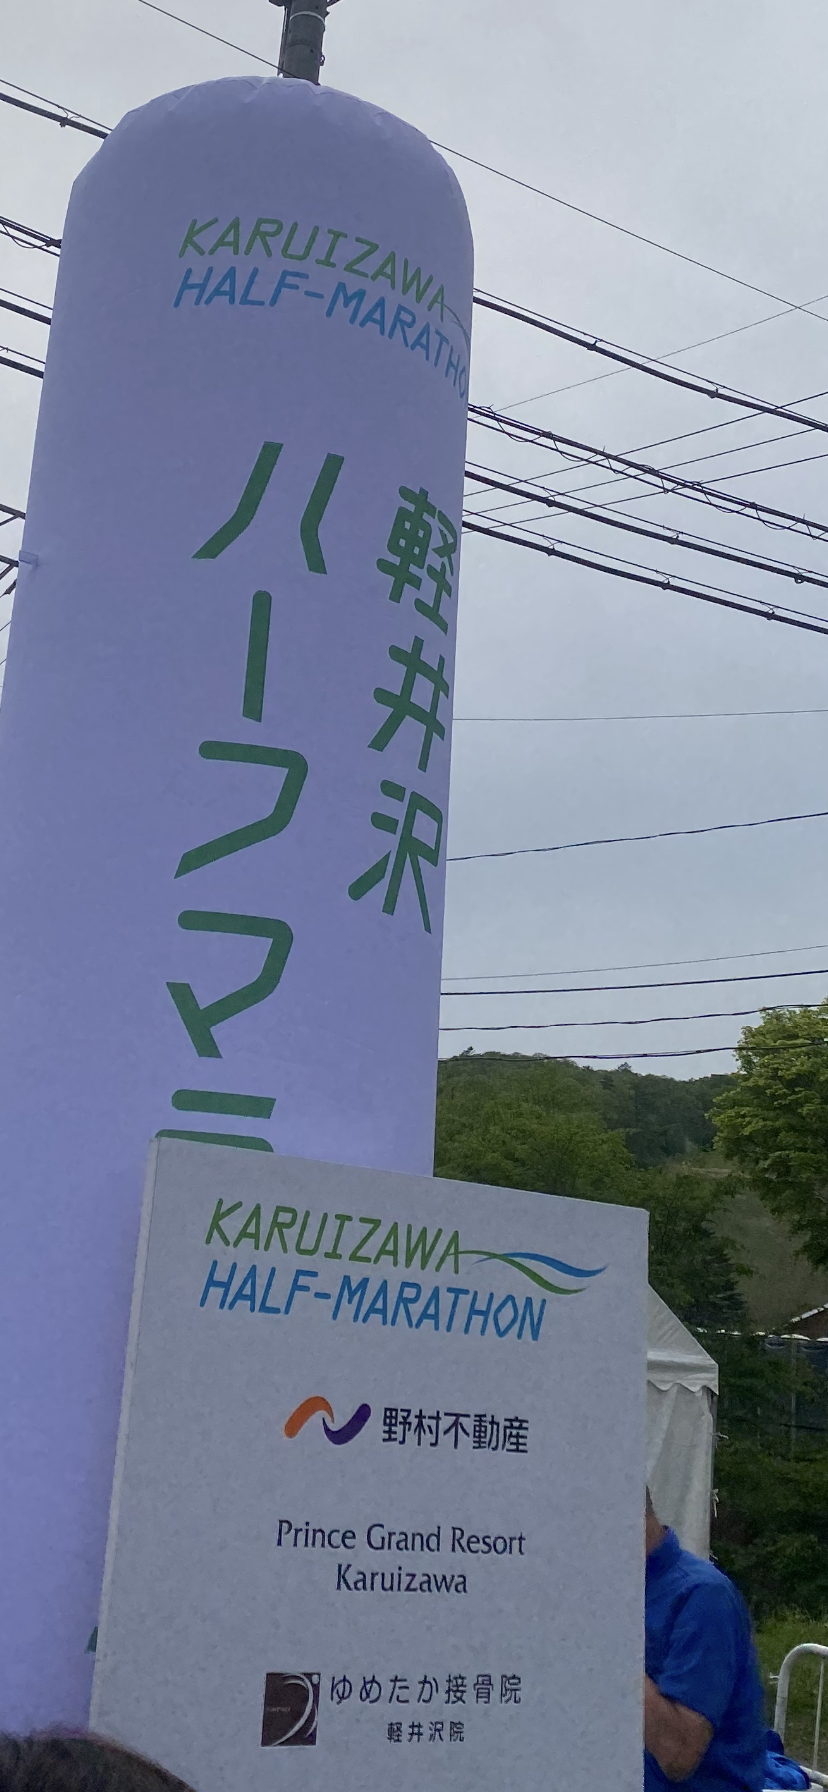 KARUIZAWA
HALF-MARATHO
軽井沢
ハーフマラ
KARUIZAWA
HALF-MARATHON
野村不動産
Prince Grand Resort
Karuizawa
ゆめたか接骨院
軽井沢院